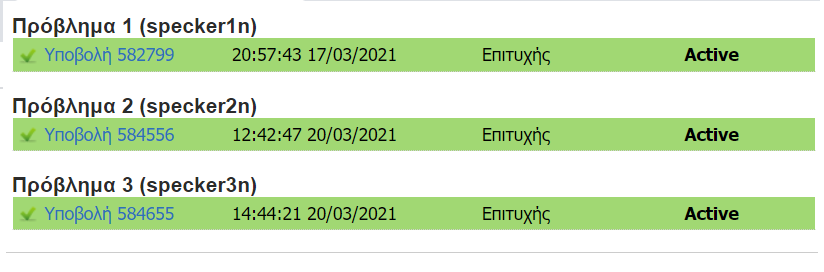 Πρόβλημα 1 (specker1n)
Υποβολή 582799 20:57:43 17/03/2021 Επιτυχής Active
Πρόβλημα 2 (specker2n)
Υποβολή 584556 12:42:47 20/03/2021 Επιτυχής Active
Πρόβλημα 3 (specker3n)
Υποβολή 584655 14:44:21 20/03/2021 Επιτυχής Active